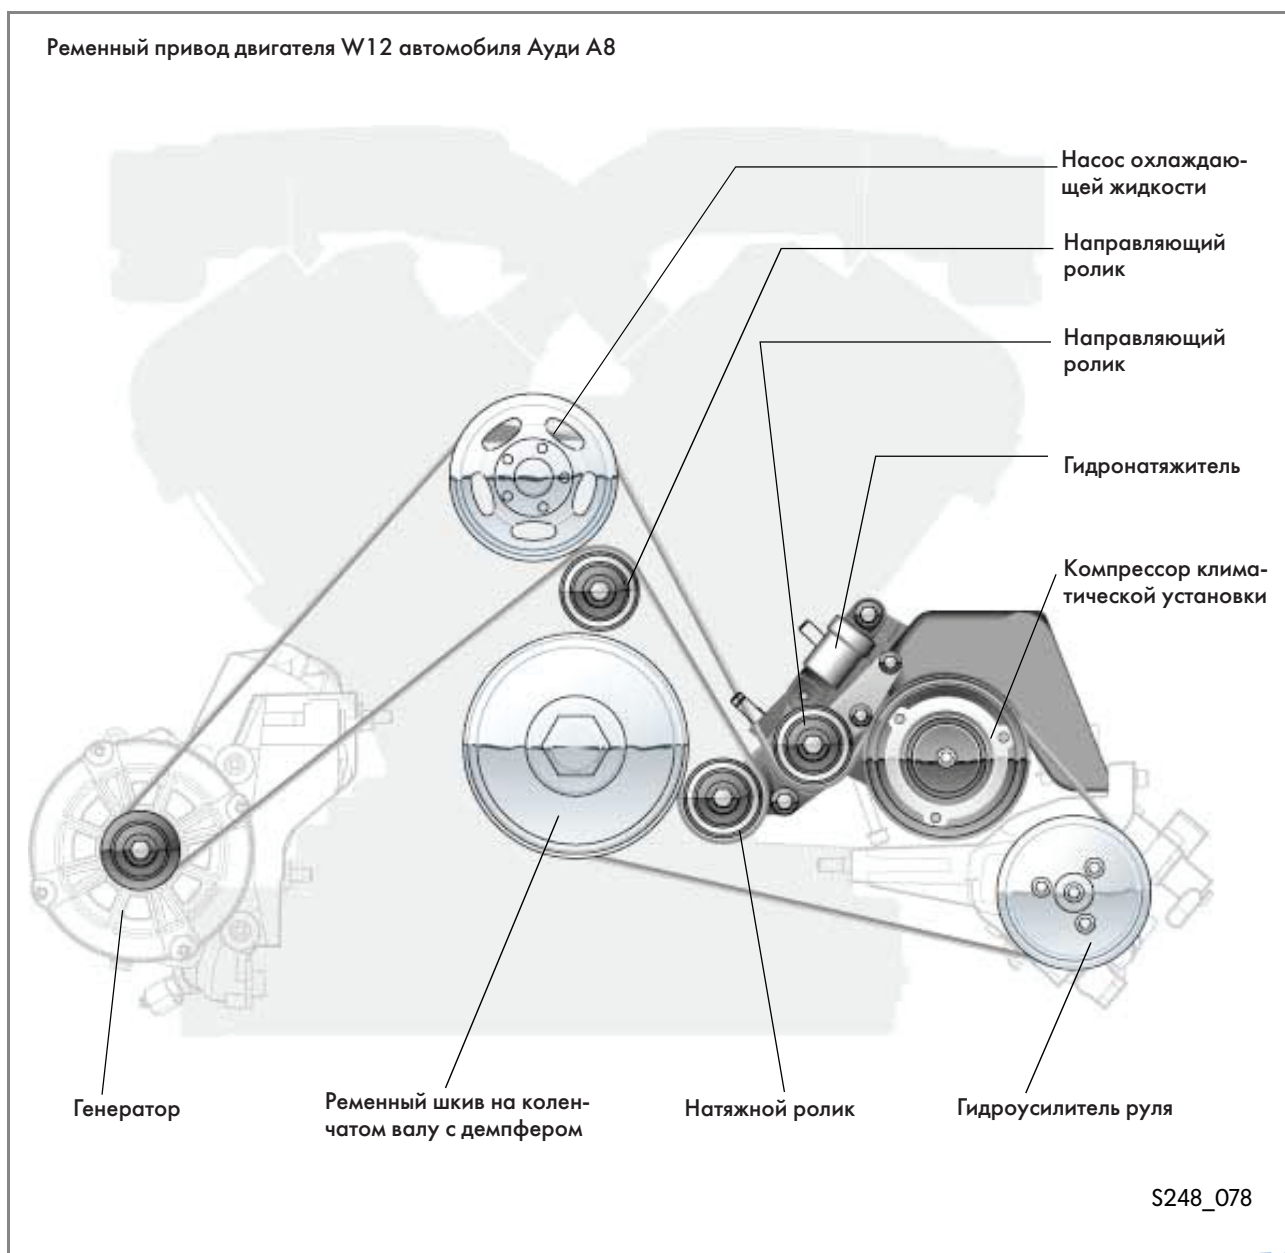 Ременный привод двигателя W12 автомобиля Ауди А8
Насос охлаждаю-
щей жидкости
Направляющий
ролик
Направляющий
ролик
Гидронатяжитель
Компрессор клима-
тической установки
Генератор
Ременный шкив на колен-
чатом валу с демпфером
Натяжной ролик
Гидроусилитель руля
S248_078